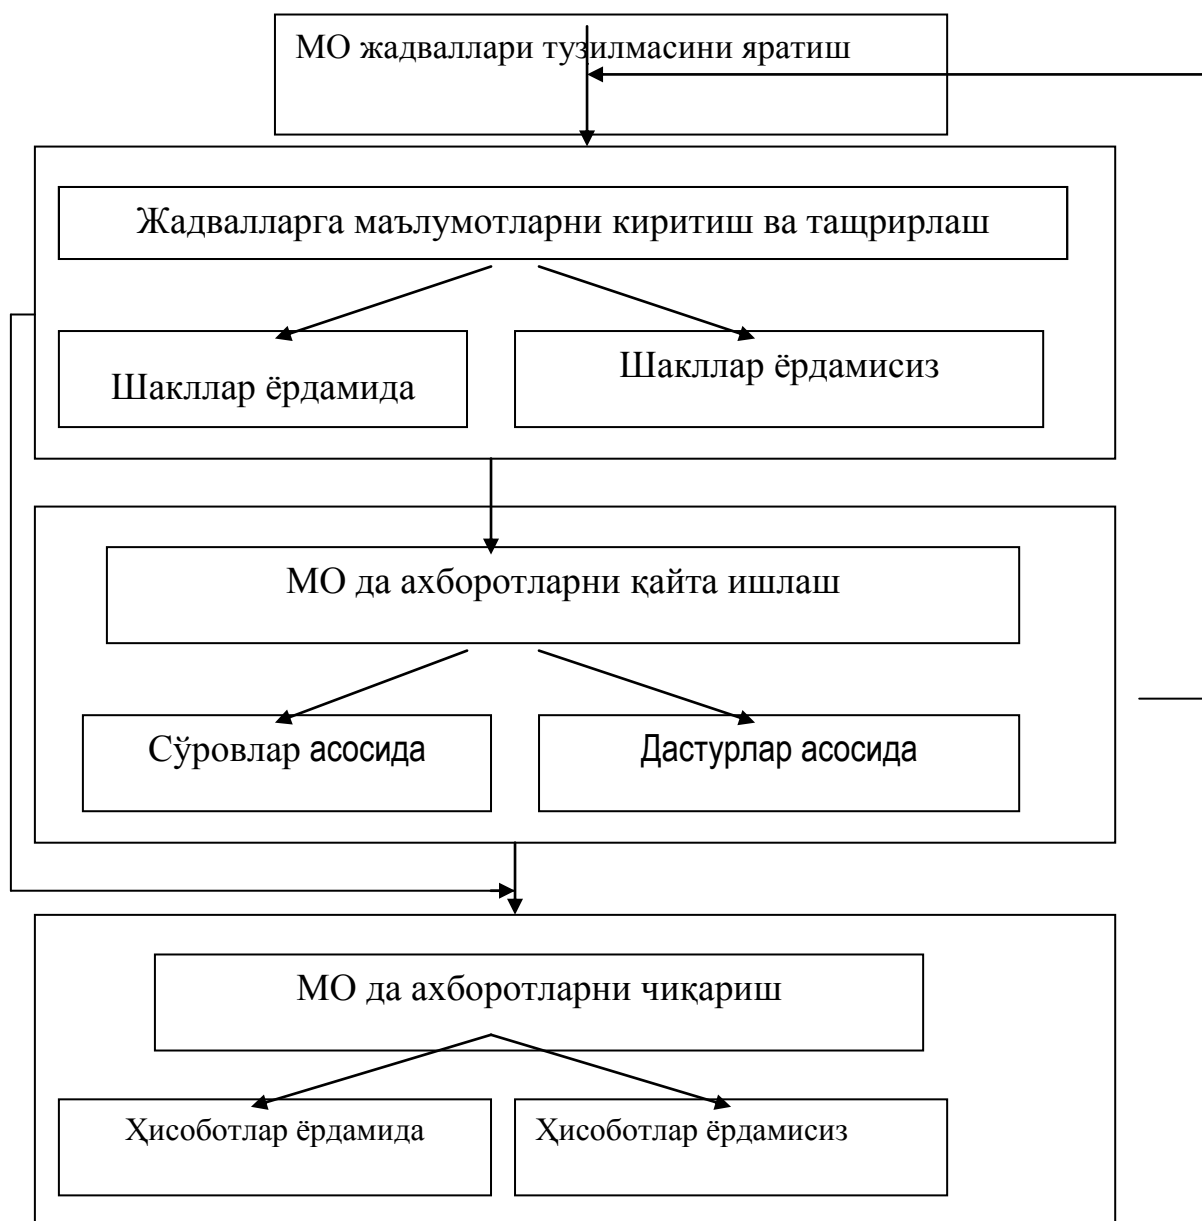 МО жадваллари тузилмасини яратиш
Жадвалларга маълумотларни киритиш ва тащрирлаш
Шакллар ёрдамида
Шакллар ёрдамисиз
МО да ахборотларни қайта ишлаш
Сўровлар асосида
Дастурлар асосида
МО да ахборотларни чиқариш
Ҳисоботлар ёрдамида
Ҳисоботлар ёрдамисиз